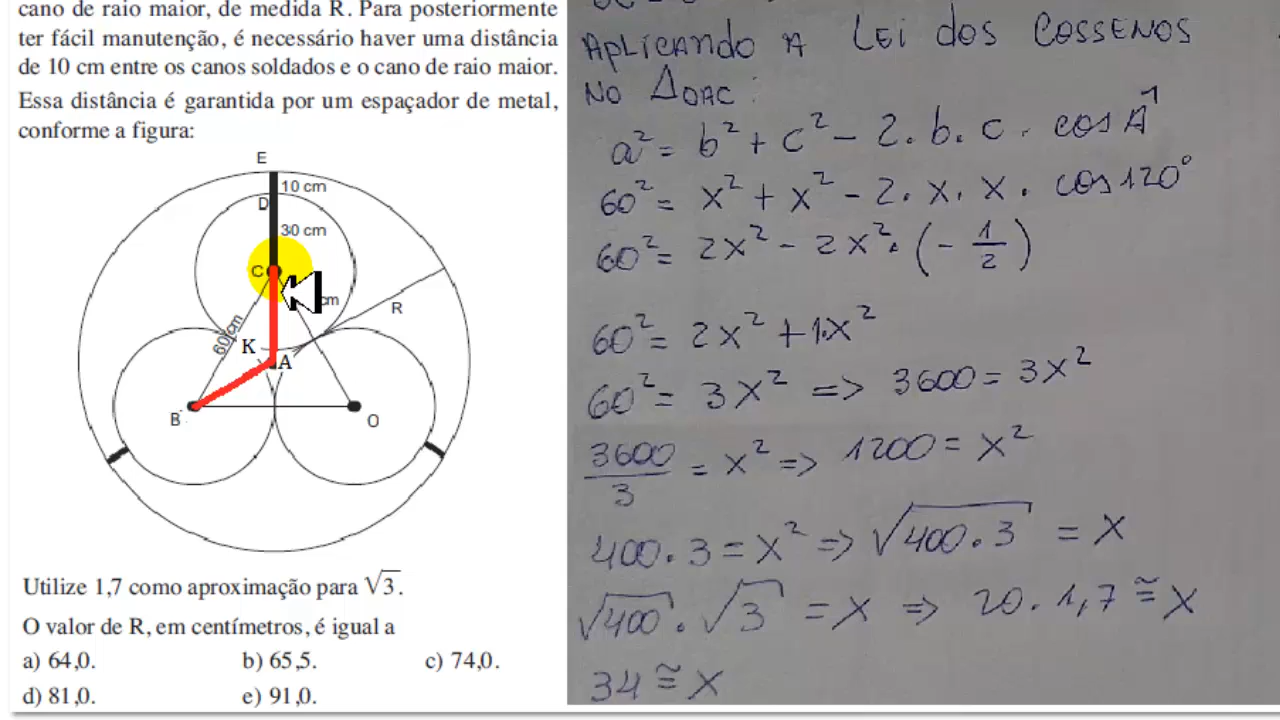 cano de raio maior, de medida R. Para posteriormente
ter fácil manutenção, é necessário haver uma distância
de 10 cm entre os canos soldados e o cano de raio maior.
Essa distância é garantida por um espaçador de metal,
conforme a figura:
E
10 cm
D
30 cm
C
cm
R
60 cm
K
A
B
O
Utilize 1,7 como aproximação para √3.
O valor de R, em centímetros, é igual a
a) 64,0. b) 65,5. c) 74,0.
d) 81,0. e) 91,0.
APLICANDO A LEI DOS COSSENOS
NO Δ OAC:
a² = b² + c² - 2. b. c. cos Â
60² = x² + x² - 2. x. x. cos 120°
60² = 2x² - 2x². (- 1/2)
60² = 2x² + 1.x²
60² = 3x² => 3600 = 3x²
3600/3 = x² => 1200 = x²
400.3 = x² => √400.3 = x
√400 . √3 = x => 20. 1,7 ≅ x
34 ≅ x